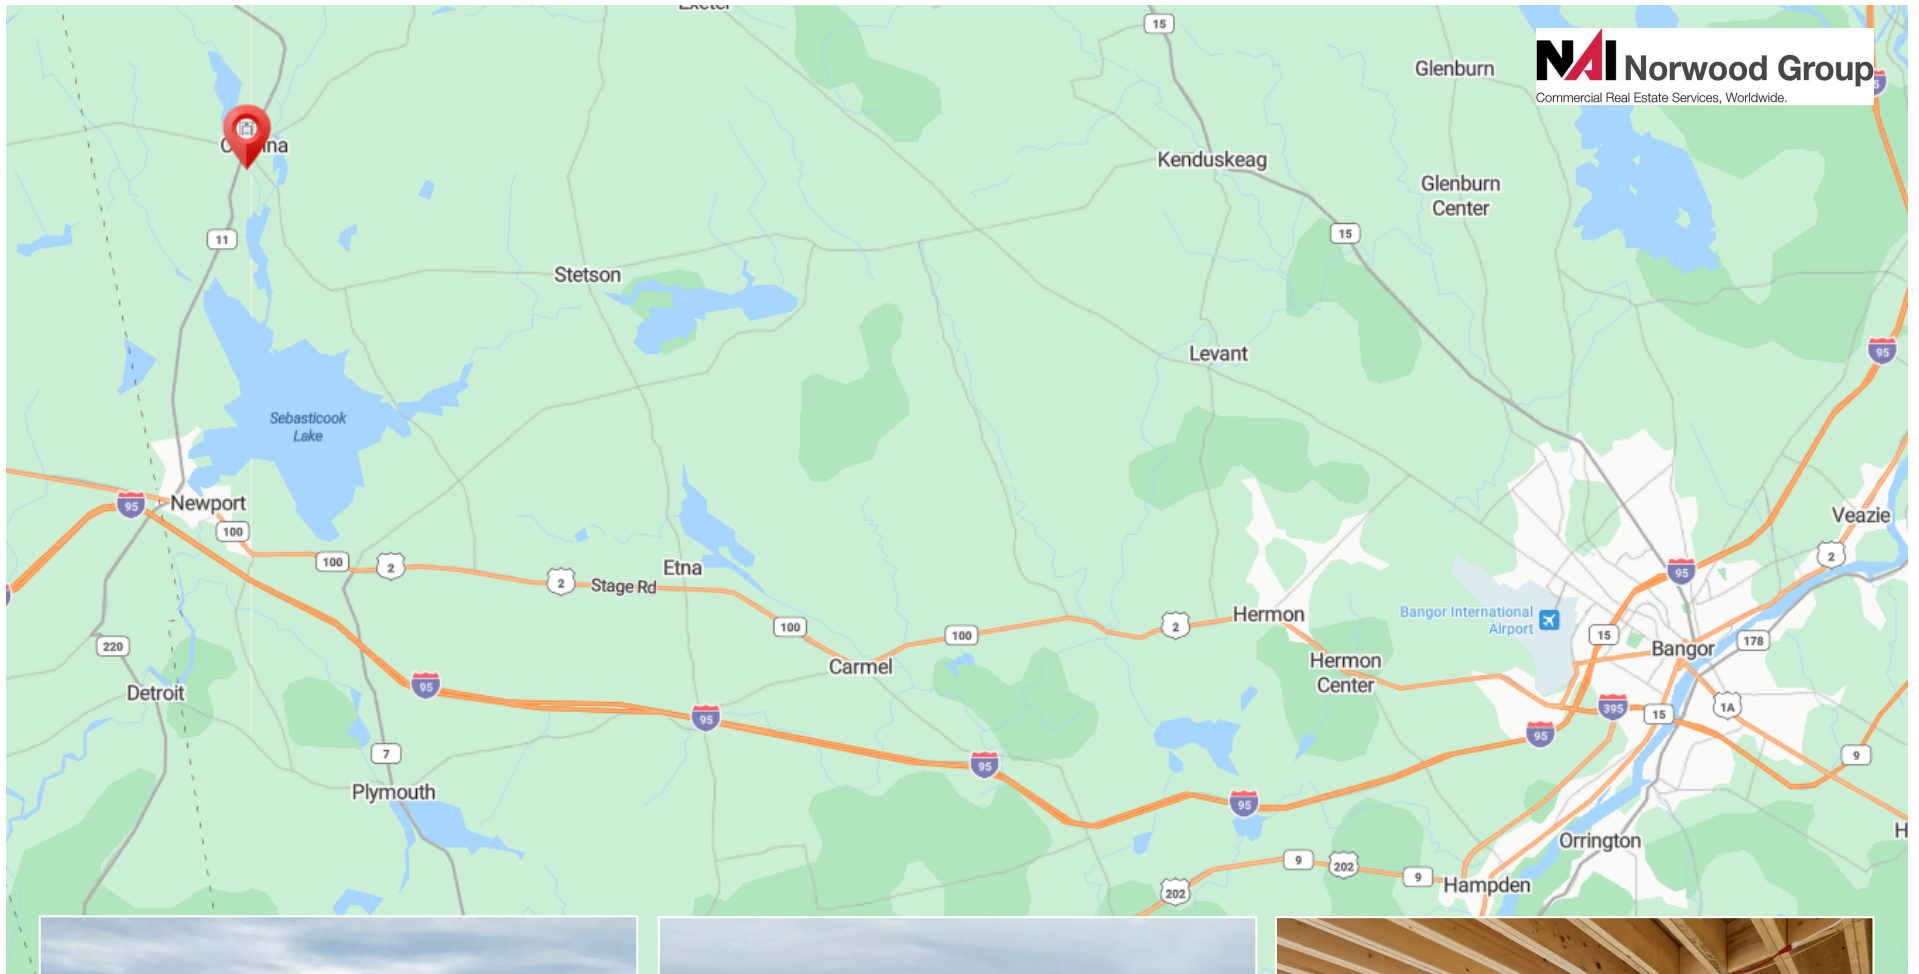 Exeter
15
Glenburn
NAI Norwood Group
Commercial Real Estate Services, Worldwide.
Kenduskeag
Glenburn
Center
11
15
Stetson
Levant
95
Sebasticook
Lake
95
Newport
100
Veazie
2
100
2
2
Stage Rd
Etna
95
Bangor International
Airport
100
100
2
Hermon
15
178
Bangor
220
Carmel
Hermon
Center
Detroit
95
95
395
15
1A
95
7
95
9
Plymouth
95
Orrington
H
9
202
9
202
Hampden